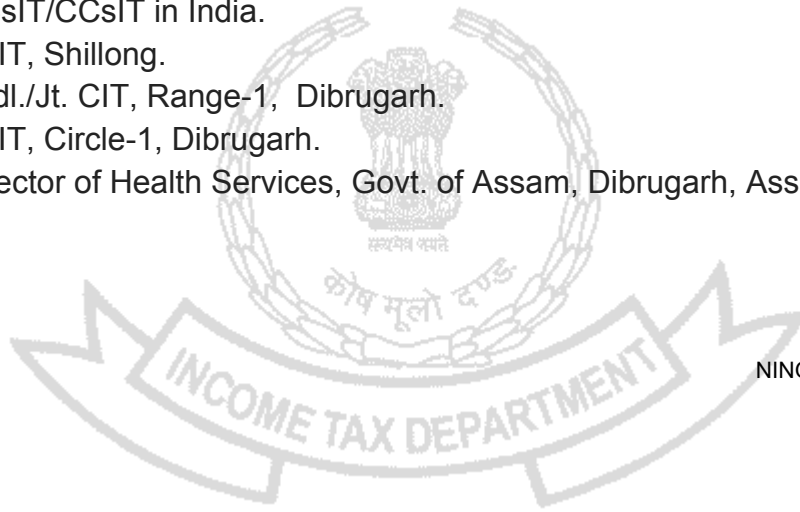 sIT/CCsIT in India.
IT, Shillong.
dl./Jt. CIT, Range-1, Dibrugarh.
IT, Circle-1, Dibrugarh.
ector of Health Services, Govt. of Assam, Dibrugarh, Ass
सत्यमेव जयते
कोष मूलो दण्डः
NING
INCOME TAX DEPARTMENT